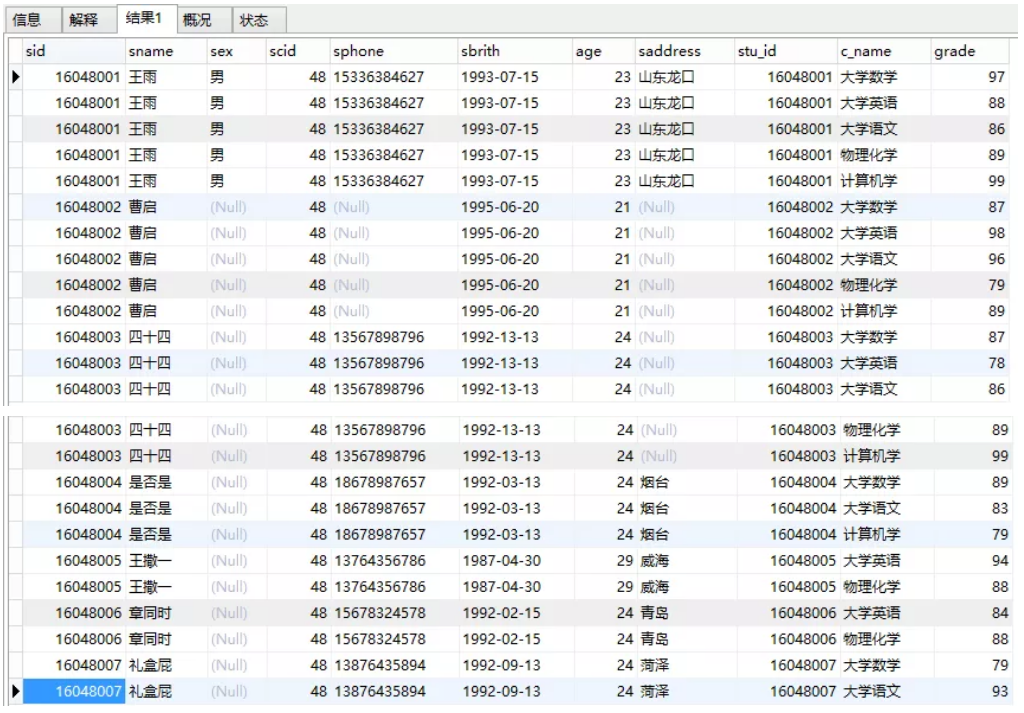 信息 解释 结果1 概况 状态
sid sname sex scid sphone sbrith age saddress stu_id c_name grade
16048001 王雨 男 48 15336384627 1993-07-15 23 山东龙口 16048001 大学数学 97
16048001 王雨 男 48 15336384627 1993-07-15 23 山东龙口 16048001 大学英语 88
16048001 王雨 男 48 15336384627 1993-07-15 23 山东龙口 16048001 大学语文 86
16048001 王雨 男 48 15336384627 1993-07-15 23 山东龙口 16048001 物理化学 89
16048001 王雨 男 48 15336384627 1993-07-15 23 山东龙口 16048001 计算机学 99
16048002 曹启 (Null) 48 (Null) 1995-06-20 21 (Null) 16048002 大学数学 87
16048002 曹启 (Null) 48 (Null) 1995-06-20 21 (Null) 16048002 大学英语 98
16048002 曹启 (Null) 48 (Null) 1995-06-20 21 (Null) 16048002 大学语文 96
16048002 曹启 (Null) 48 (Null) 1995-06-20 21 (Null) 16048002 物理化学 79
16048002 曹启 (Null) 48 (Null) 1995-06-20 21 (Null) 16048002 计算机学 89
16048003 四十四 (Null) 48 13567898796 1992-13-13 24 (Null) 16048003 大学数学 87
16048003 四十四 (Null) 48 13567898796 1992-13-13 24 (Null) 16048003 大学英语 78
16048003 四十四 (Null) 48 13567898796 1992-13-13 24 (Null) 16048003 大学语文 86
16048003 四十四 (Null) 48 13567898796 1992-13-13 24 (Null) 16048003 物理化学 89
16048003 四十四 (Null) 48 13567898796 1992-13-13 24 (Null) 16048003 计算机学 99
16048004 是否是 (Null) 48 18678987657 1992-03-13 24 烟台 16048004 大学数学 89
16048004 是否是 (Null) 48 18678987657 1992-03-13 24 烟台 16048004 大学语文 83
16048004 是否是 (Null) 48 18678987657 1992-03-13 24 烟台 16048004 计算机学 79
16048005 王撒一 (Null) 48 13764356786 1987-04-30 29 威海 16048005 大学英语 94
16048005 王撒一 (Null) 48 13764356786 1987-04-30 29 威海 16048005 物理化学 88
16048006 章同时 (Null) 48 15678324578 1992-02-15 24 青岛 16048006 大学英语 84
16048006 章同时 (Null) 48 15678324578 1992-02-15 24 青岛 16048006 物理化学 88
16048007 礼盒屁 (Null) 48 13876435894 1992-09-13 24 菏泽 16048007 大学数学 79
16048007 礼盒屁 (Null) 48 13876435894 1992-09-13 24 菏泽 16048007 大学语文 93